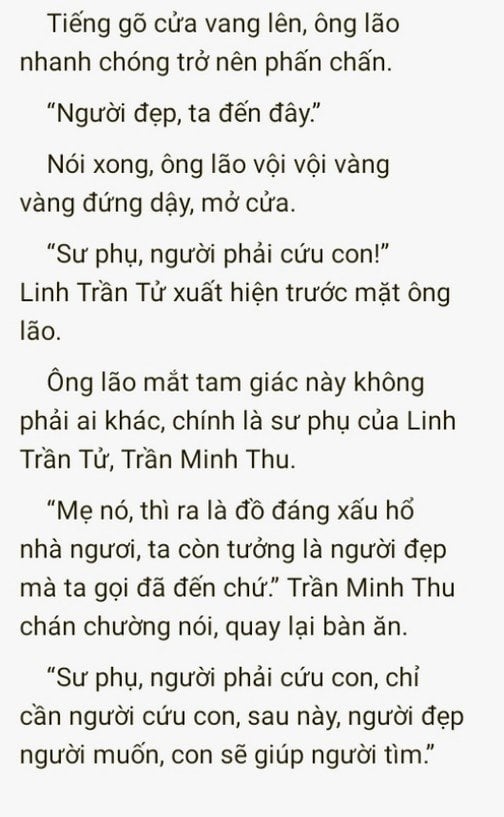 Tiếng gõ cửa vang lên, ông lão
nhanh chóng trở nên phấn chấn.
“Người đẹp, ta đến đây.”
Nói xong, ông lão vội vội vàng
vàng đứng dậy, mở cửa.
“Sư phụ, người phải cứu con!”
Linh Trần Tử xuất hiện trước mặt ông
lão.
Ông lão mắt tam giác này không
phải ai khác, chính là sư phụ của Linh
Trần Tử, Trần Minh Thu.
“Mẹ nó, thì ra là đồ đáng xấu hổ
nhà ngươi, ta còn tưởng là người đẹp
mà ta gọi đã đến chứ.” Trần Minh Thu
chán chường nói, quay lại bàn ăn.
“Sư phụ, người phải cứu con, chỉ
cần người cứu con, sau này, người đẹp
người muốn, con sẽ giúp người tìm.”